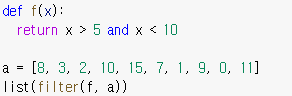 def f(x):
  return x > 5 and x < 10

a = [8, 3, 2, 10, 15, 7, 1, 9, 0, 11]
list(filter(f, a))